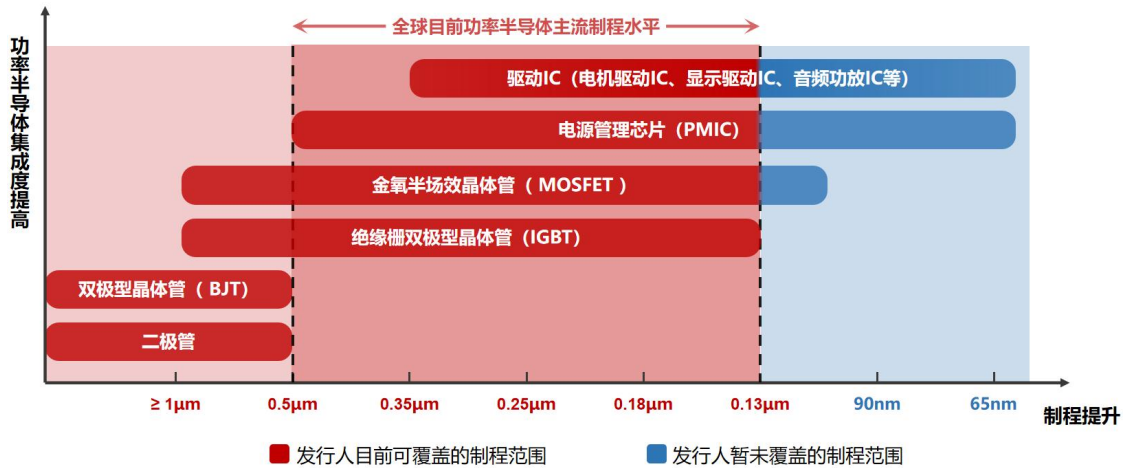 全球目前功率半导体主流制程水平
功率半导体集成度提高
驱动IC（电机驱动IC、显示驱动IC、音频功放IC等）
电源管理芯片（PMIC）
金氧半场效晶体管（ MOSFET ）
绝缘栅双极型晶体管（IGBT）
双极型晶体管（ BJT）
二极管
≥ 1μm 0.5μm 0.35μm 0.25μm 0.18μm 0.13μm 90nm 65nm
制程提升
发行人目前可覆盖的制程范围 发行人暂未覆盖的制程范围